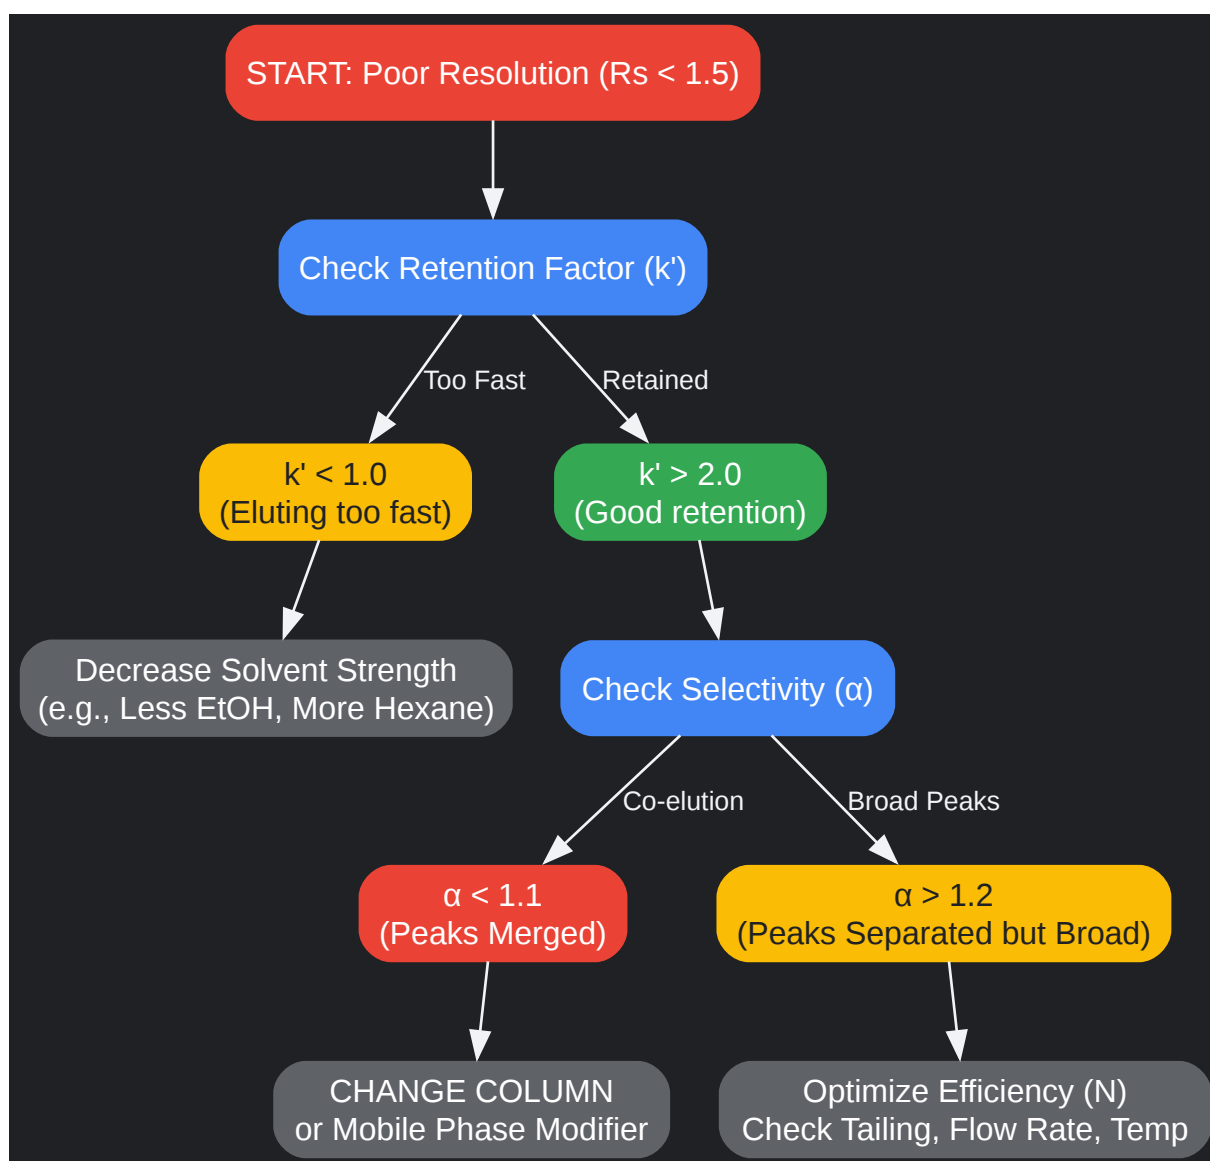 START: Poor Resolution (Rs < 1.5)
Check Retention Factor (k')
Too Fast
Retained
k' < 1.0
(Eluting too fast)
k' > 2.0
(Good retention)
Decrease Solvent Strength
(e.g., Less EtOH, More Hexane)
Check Selectivity (α)
Co-elution
Broad Peaks
α < 1.1
(Peaks Merged)
α > 1.2
(Peaks Separated but Broad)
CHANGE COLUMN
or Mobile Phase Modifier
Optimize Efficiency (N)
Check Tailing, Flow Rate, Temp